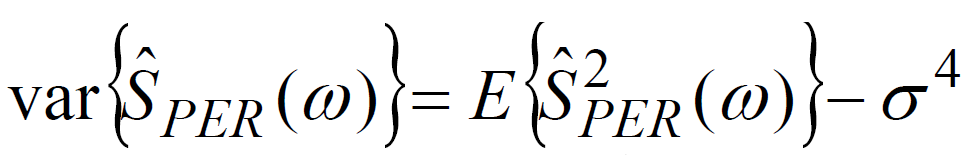 var{Ŝ_PER(ω)} = E{Ŝ²_PER(ω)} − σ⁴